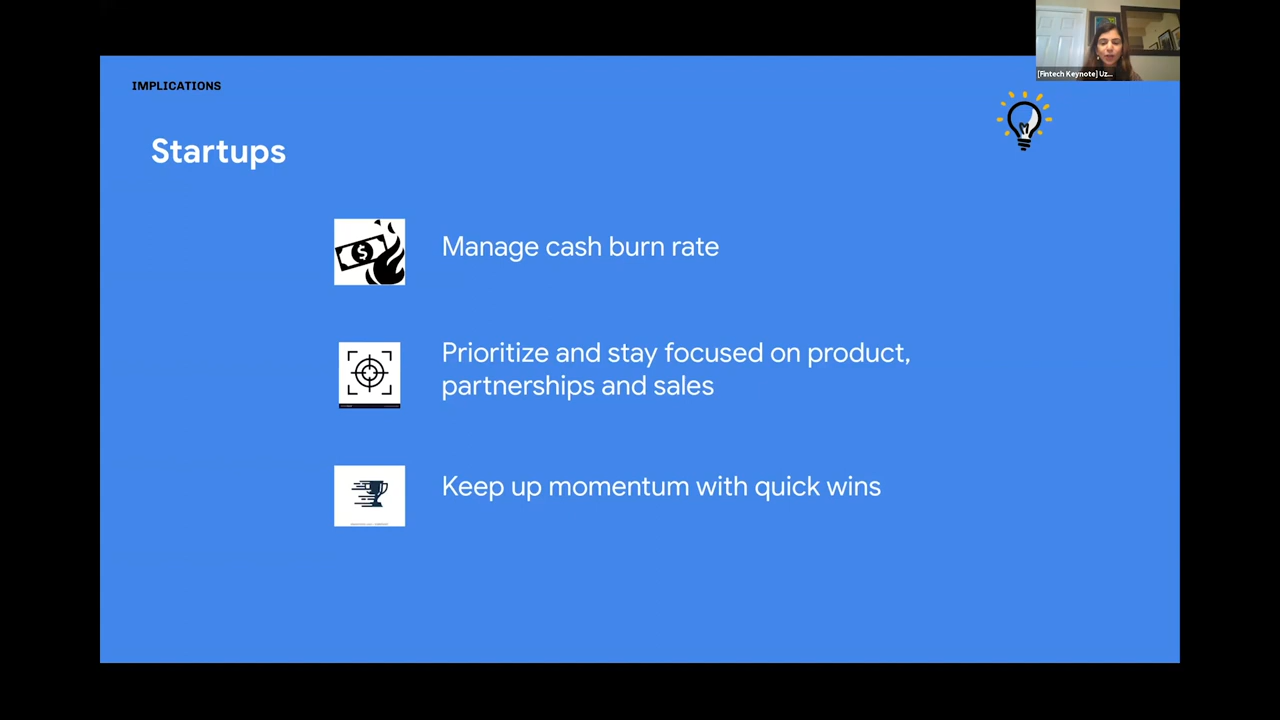 [Fintech Keynote] Uz...
IMPLICATIONS
Startups
$
Manage cash burn rate
Prioritize and stay focused on product,
partnerships and sales
Keep up momentum with quick wins